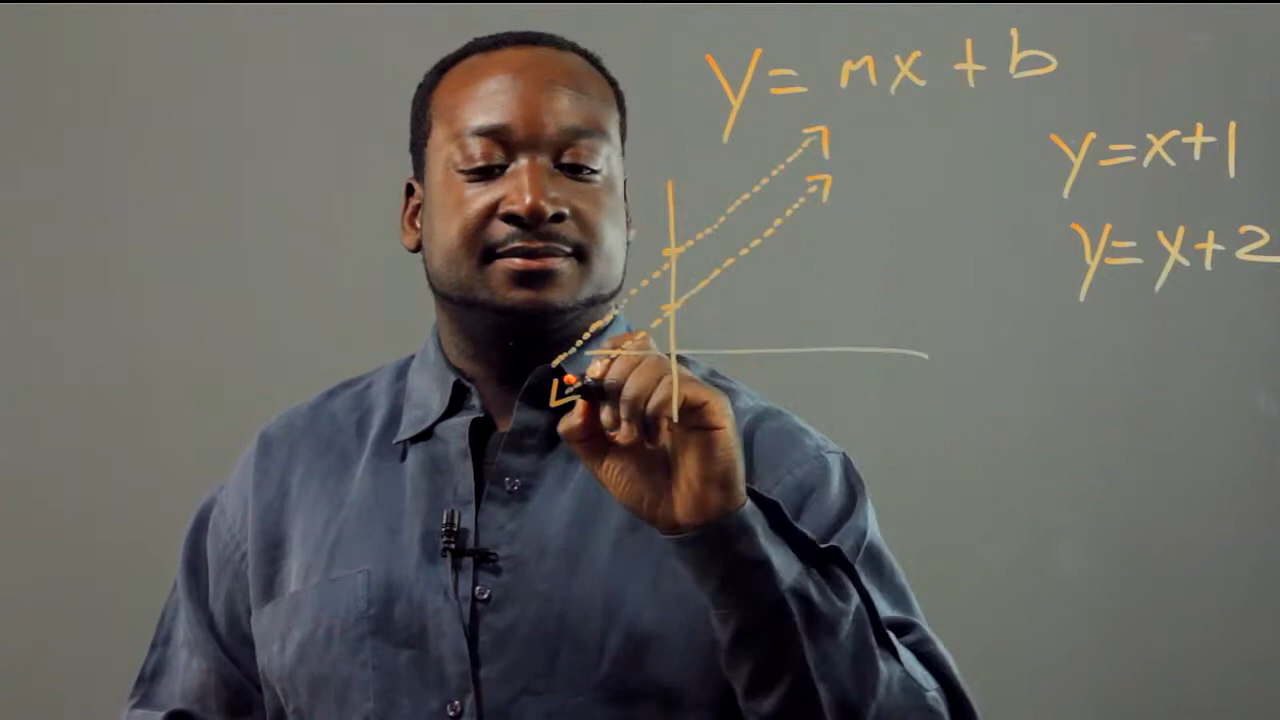 y = mx + b
y = x + 1
y = x + 2